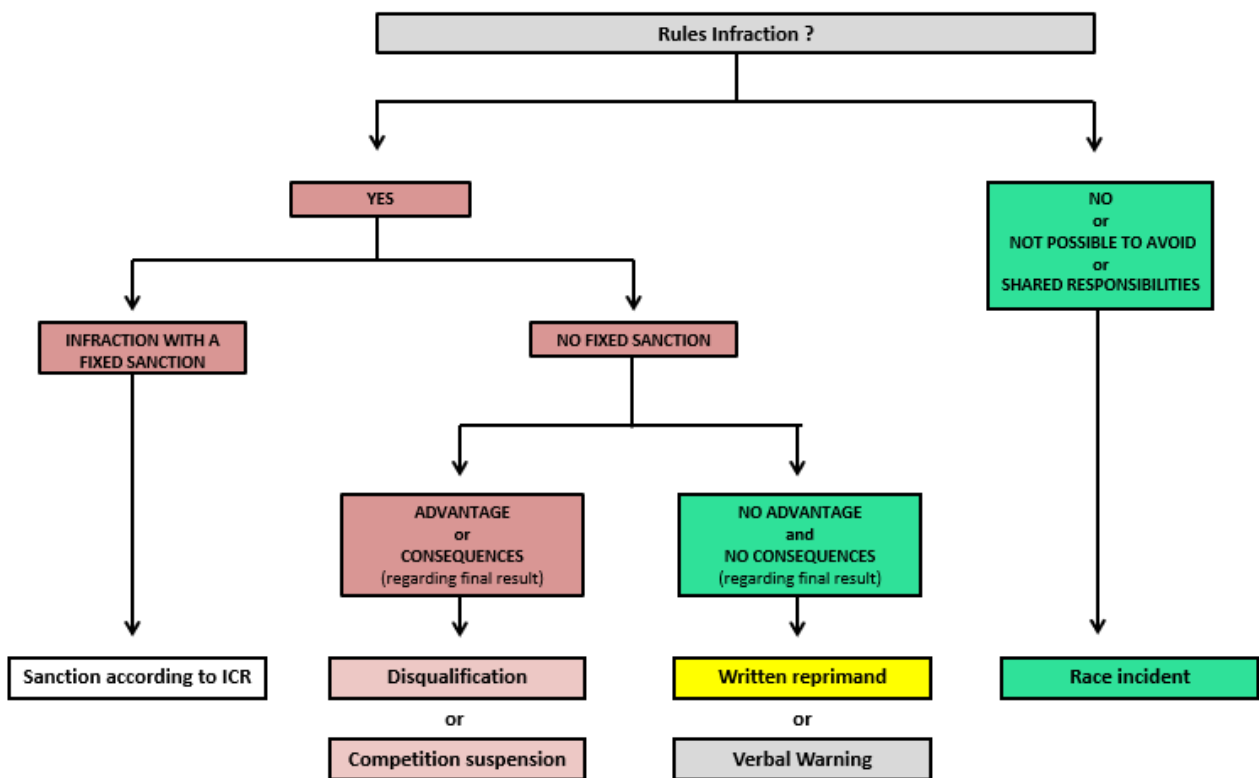 Rules Infraction ?
YES
NO
or
NOT POSSIBLE TO AVOID
or
SHARED RESPONSIBILITIES
INFRACTION WITH A
FIXED SANCTION
NO FIXED SANCTION
ADVANTAGE
or
CONSEQUENCES
(regarding final result)
NO ADVANTAGE
and
NO CONSEQUENCES
(regarding final result)
Sanction according to ICR
Disqualification
or
Competition suspension
Written reprimand
or
Verbal Warning
Race incident